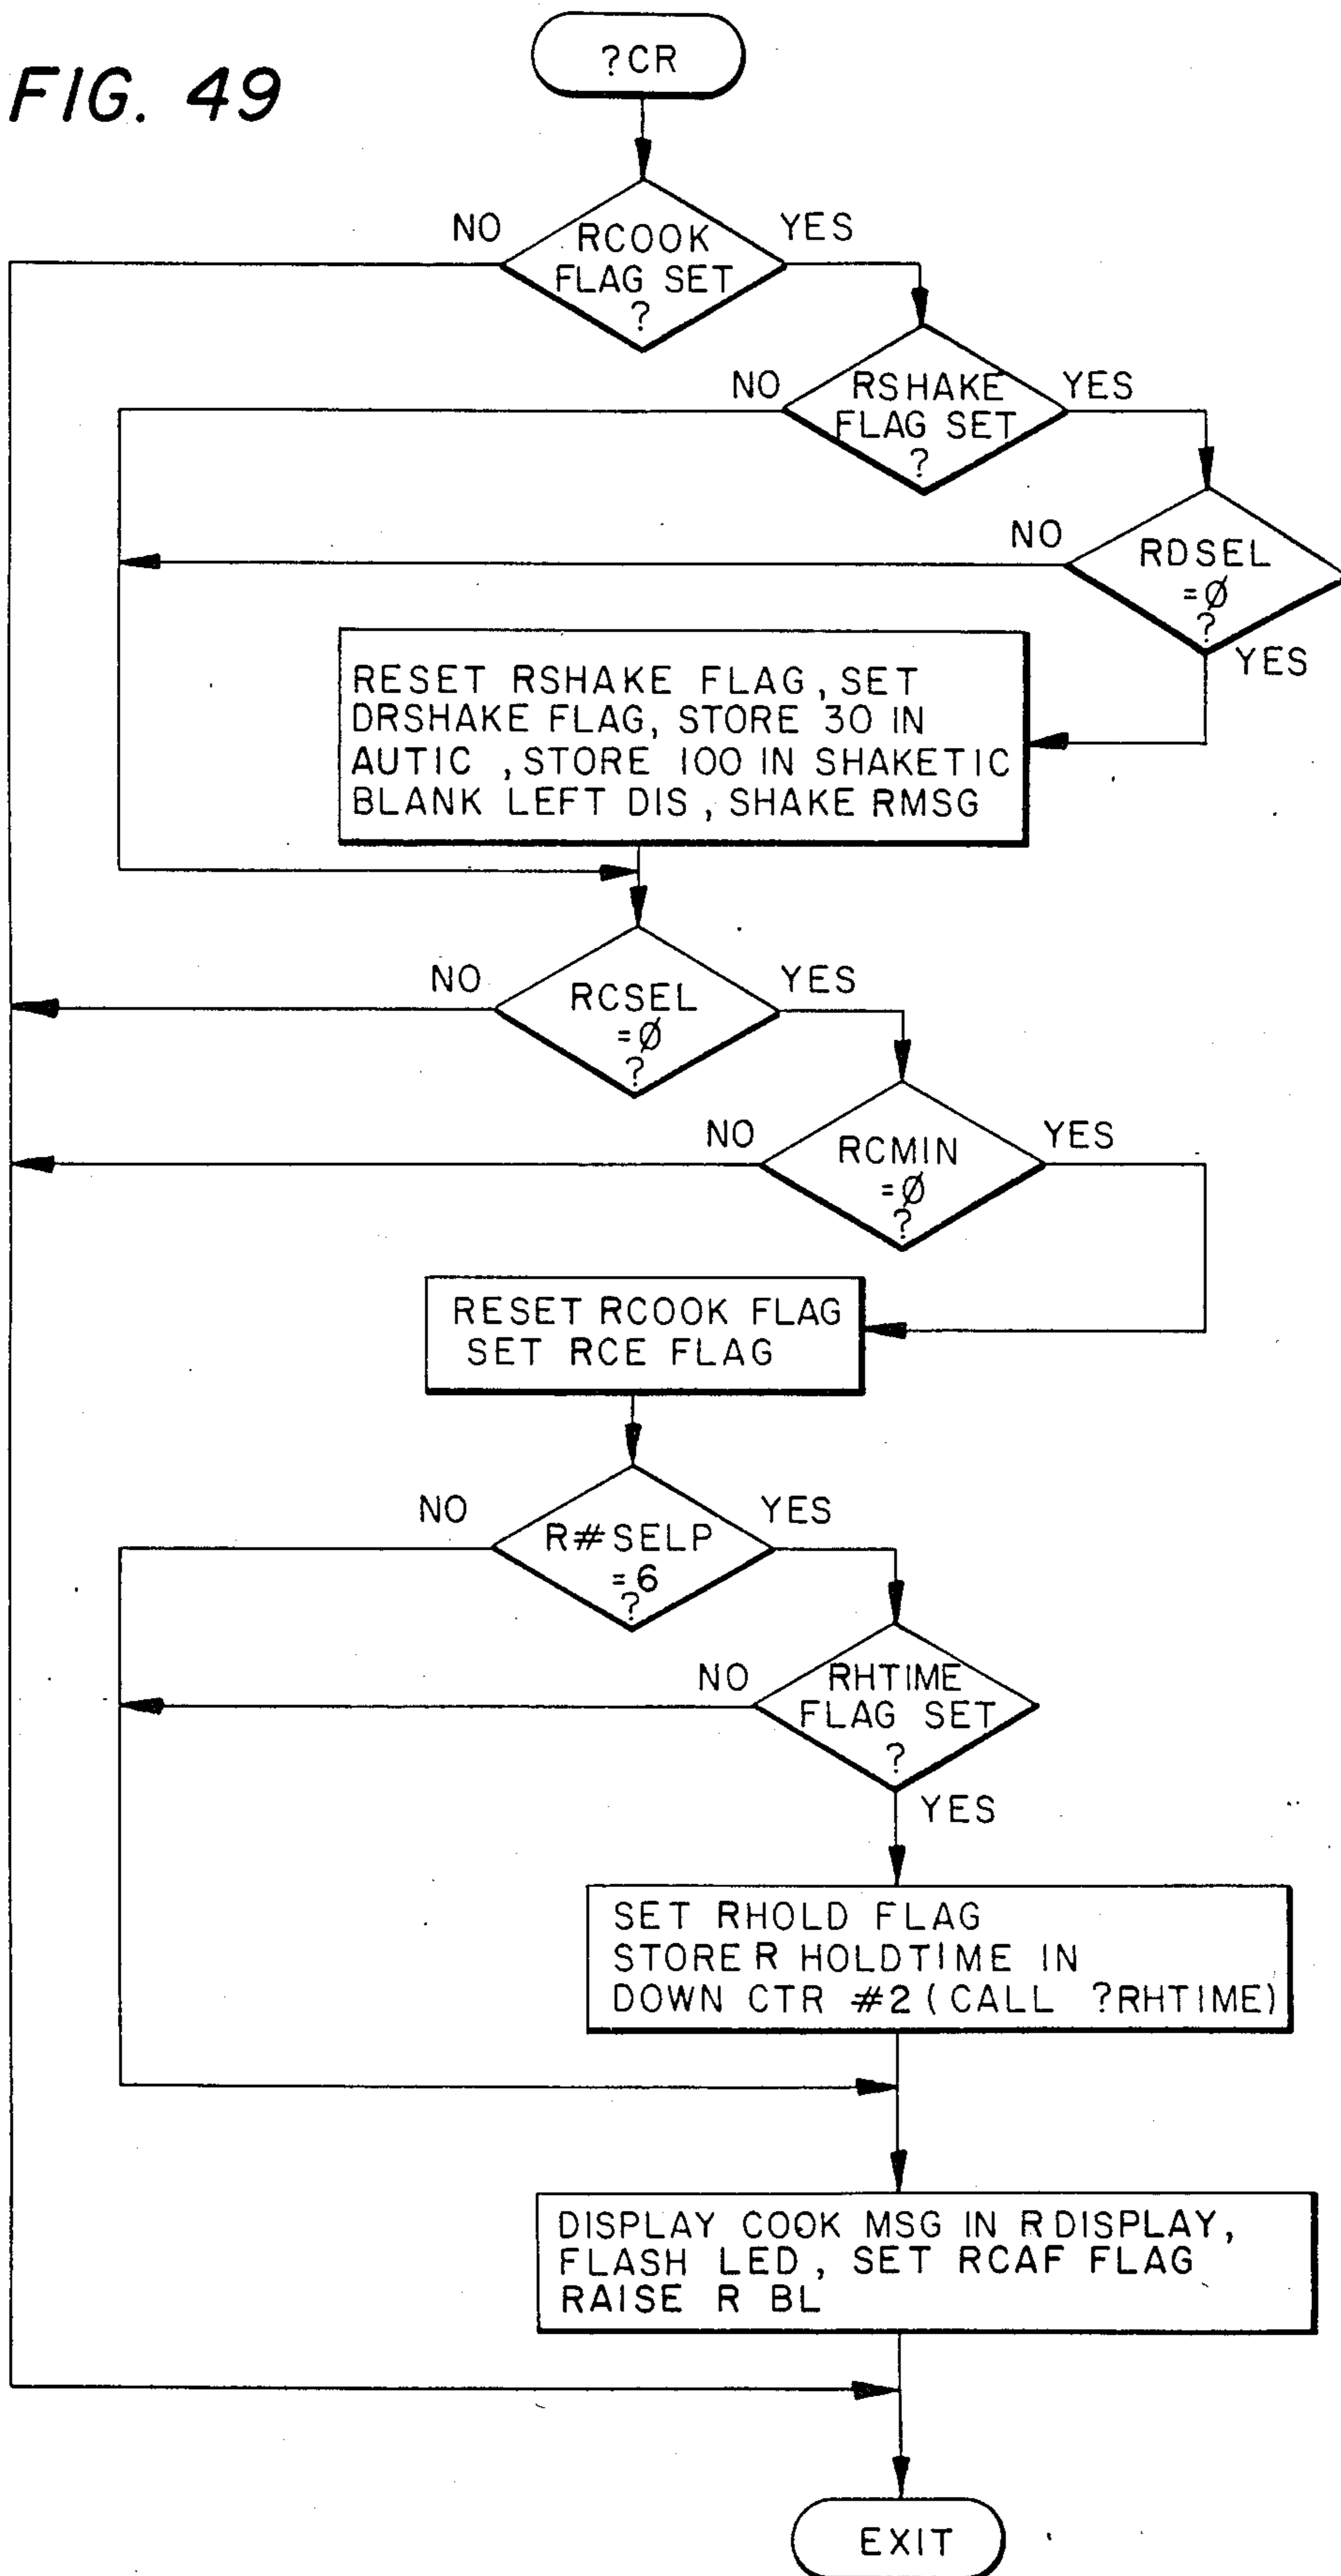 FIG. 49
?CR
NO
YES
RCOOK
FLAG SET
?
NO
YES
RSHAKE
FLAG SET
?
NO
RDSEL
=Ø
?
YES
RESET RSHAKE FLAG, SET
DRSHAKE FLAG, STORE 30 IN
AUTIC , STORE 100 IN SHAKETIC
BLANK LEFT DIS, SHAKE RMSG
NO
YES
RCSEL
=Ø
?
NO
YES
RCMIN
=Ø
?
RESET RCOOK FLAG
SET RCE FLAG
NO
YES
R#SELP
=6
?
NO
RHTIME
FLAG SET
?
YES
SET RHOLD FLAG
STORE R HOLDTIME IN
DOWN CTR #2 (CALL ?RHTIME)
DISPLAY COOK MSG IN R DISPLAY,
FLASH LED, SET RCAF FLAG
RAISE R BL
EXIT